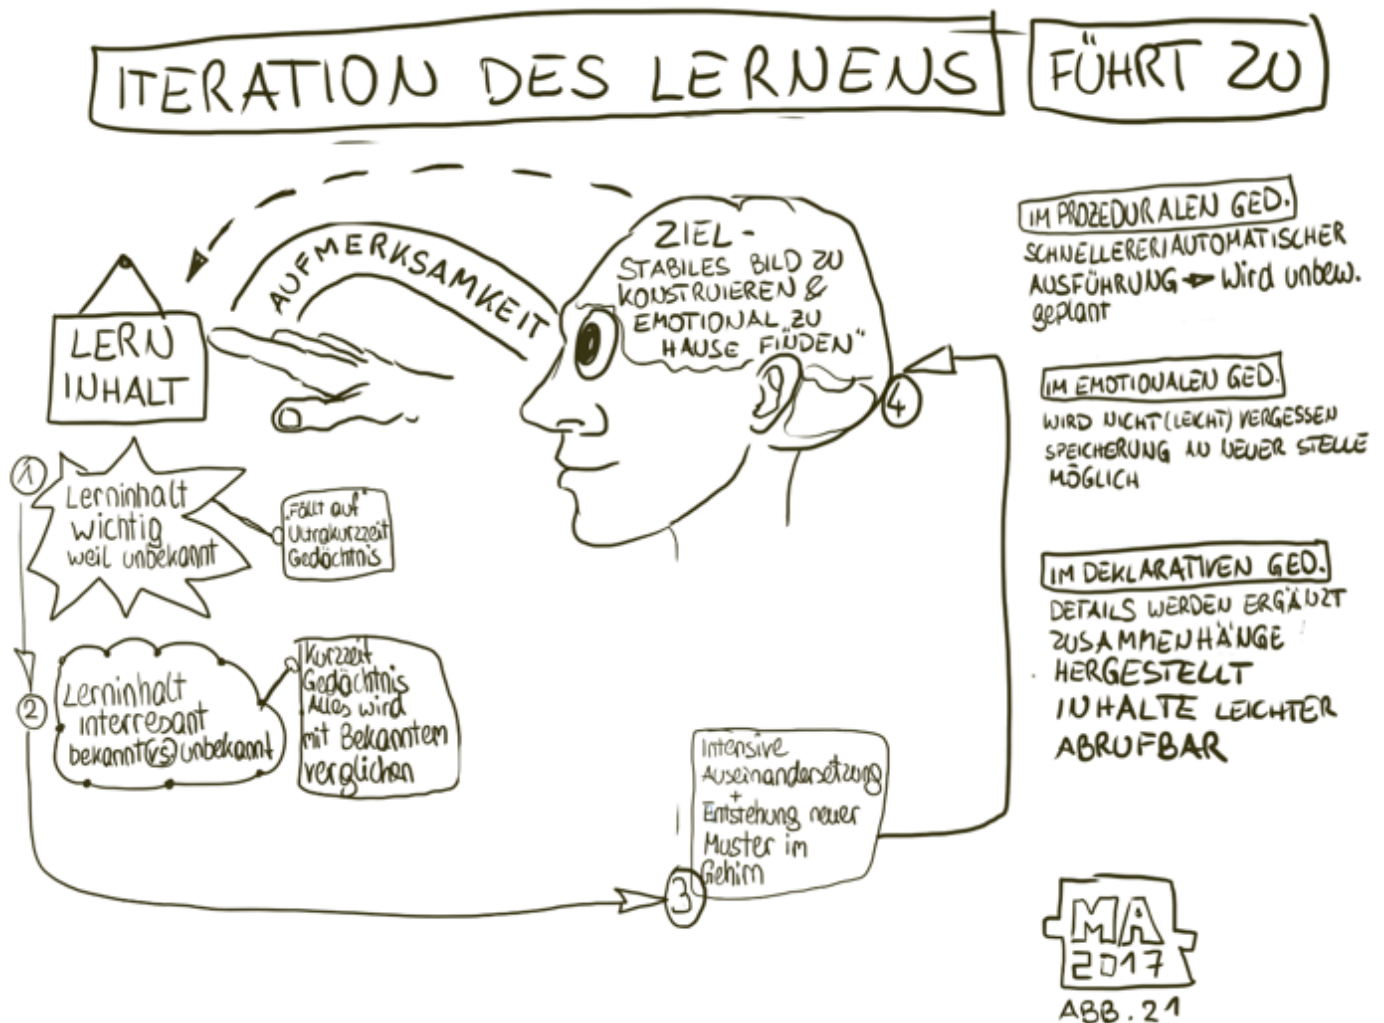 ITERATION DES LERNENS
FÜHRT ZU
AUFMERKSAMKEIT
LERN
INHALT
ZIEL -
STABILES BILD ZU
KONSTRUIEREN &
EMOTIONAL „ZU
HAUSE FINDEN“
4
1
Lerninhalt
wichtig
weil unbekannt
„Fällt auf“
Ultrakurzzeit
Gedächtnis
2
Lerninhalt
interresant
bekannt (vs) unbekannt
Kurzzeit
Gedächtnis
Alles wird
mit Bekanntem
verglichen
3
Intensive
Auseinandersetzung
+
Entstehung neuer
Muster im
Gehirn
IM PROZEDURALEN GED.
SCHNELLERER/AUTOMATISCHER
AUSFÜHRUNG → Wird unbew.
geplant
IM EMOTIONALEN GED.
WIRD NICHT (LEICHT) VERGESSEN
SPEICHERUNG AN NEUER STELLE
MÖGLICH
IM DEKLARATIVEN GED.
DETAILS WERDEN ERGÄNZT
ZUSAMMENHÄNGE
HERGESTELLT
INHALTE LEICHTER
ABRUFBAR
MA
2017
ABB. 21